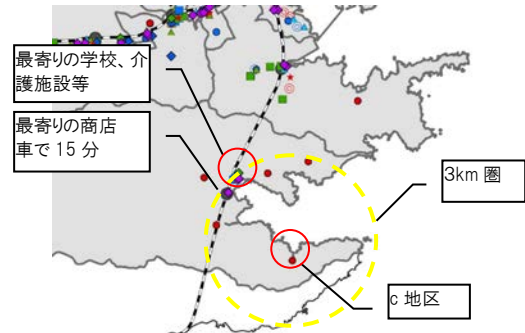 最寄りの学校、介
護施設等
最寄りの商店
車で 15 分
3km 圏
c 地区